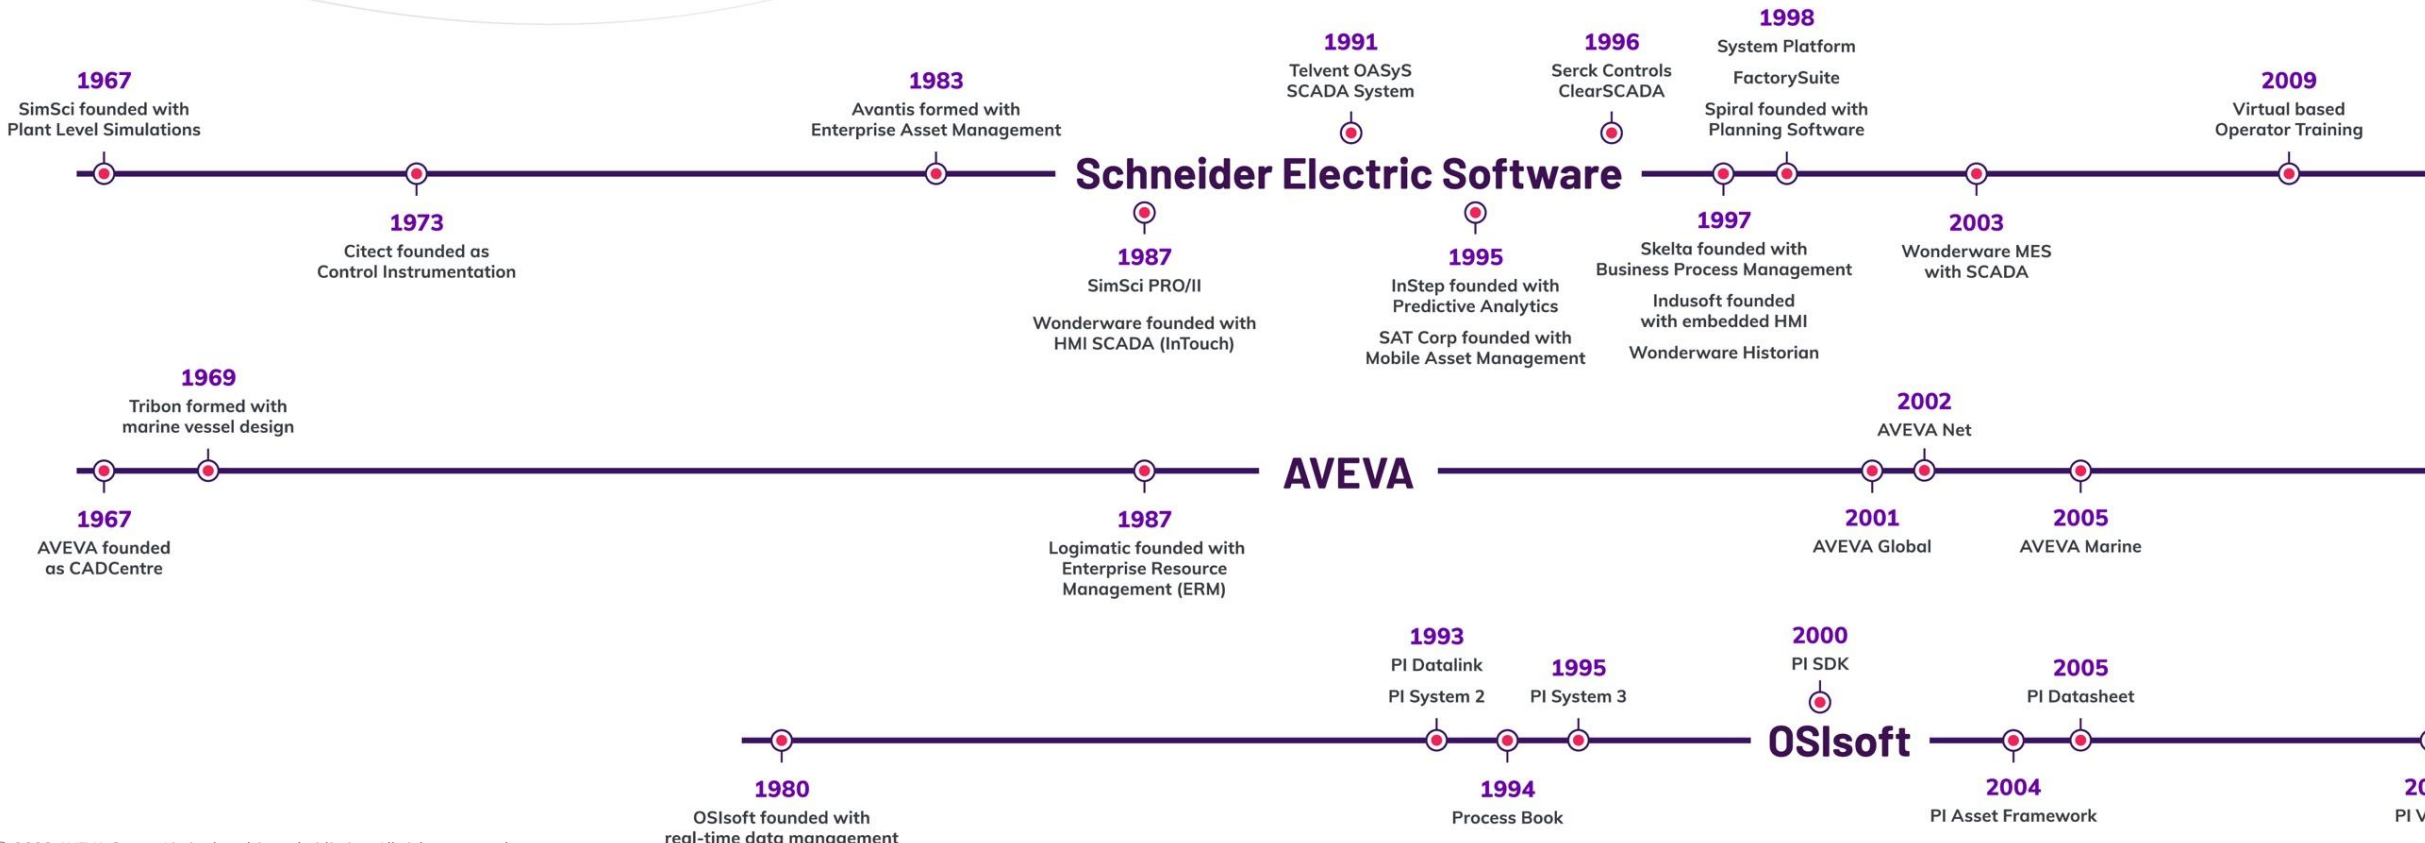 1967
SimSci founded with
Plant Level Simulations
1973
Citect founded as
Control Instrumentation
1983
Avantis formed with
Enterprise Asset Management
Schneider Electric Software
1987
SimSci PRO/II
Wonderware founded with
HMI SCADA (InTouch)
1991
Telvent OASyS
SCADA System
1995
InStep founded with
Predictive Analytics
SAT Corp founded with
Mobile Asset Management
1996
Serck Controls
ClearSCADA
1997
Skelta founded with
Business Process Management
Indusoft founded
with embedded HMI
Wonderware Historian
1998
System Platform
FactorySuite
Spiral founded with
Planning Software
2003
Wonderware MES
with SCADA
2009
Virtual based
Operator Training
1967
AVEVA founded
as CADCentre
1969
Tribon formed with
marine vessel design
1987
Logimatic founded with
Enterprise Resource
Management (ERM)
AVEVA
2001
AVEVA Global
2002
AVEVA Net
2005
AVEVA Marine
1980
OSIsoft founded with
real-time data management
1993
PI Datalink
PI System 2
1994
Process Book
1995
PI System 3
2000
PI SDK
OSIsoft
2004
PI Asset Framework
2005
PI Datasheet
PI